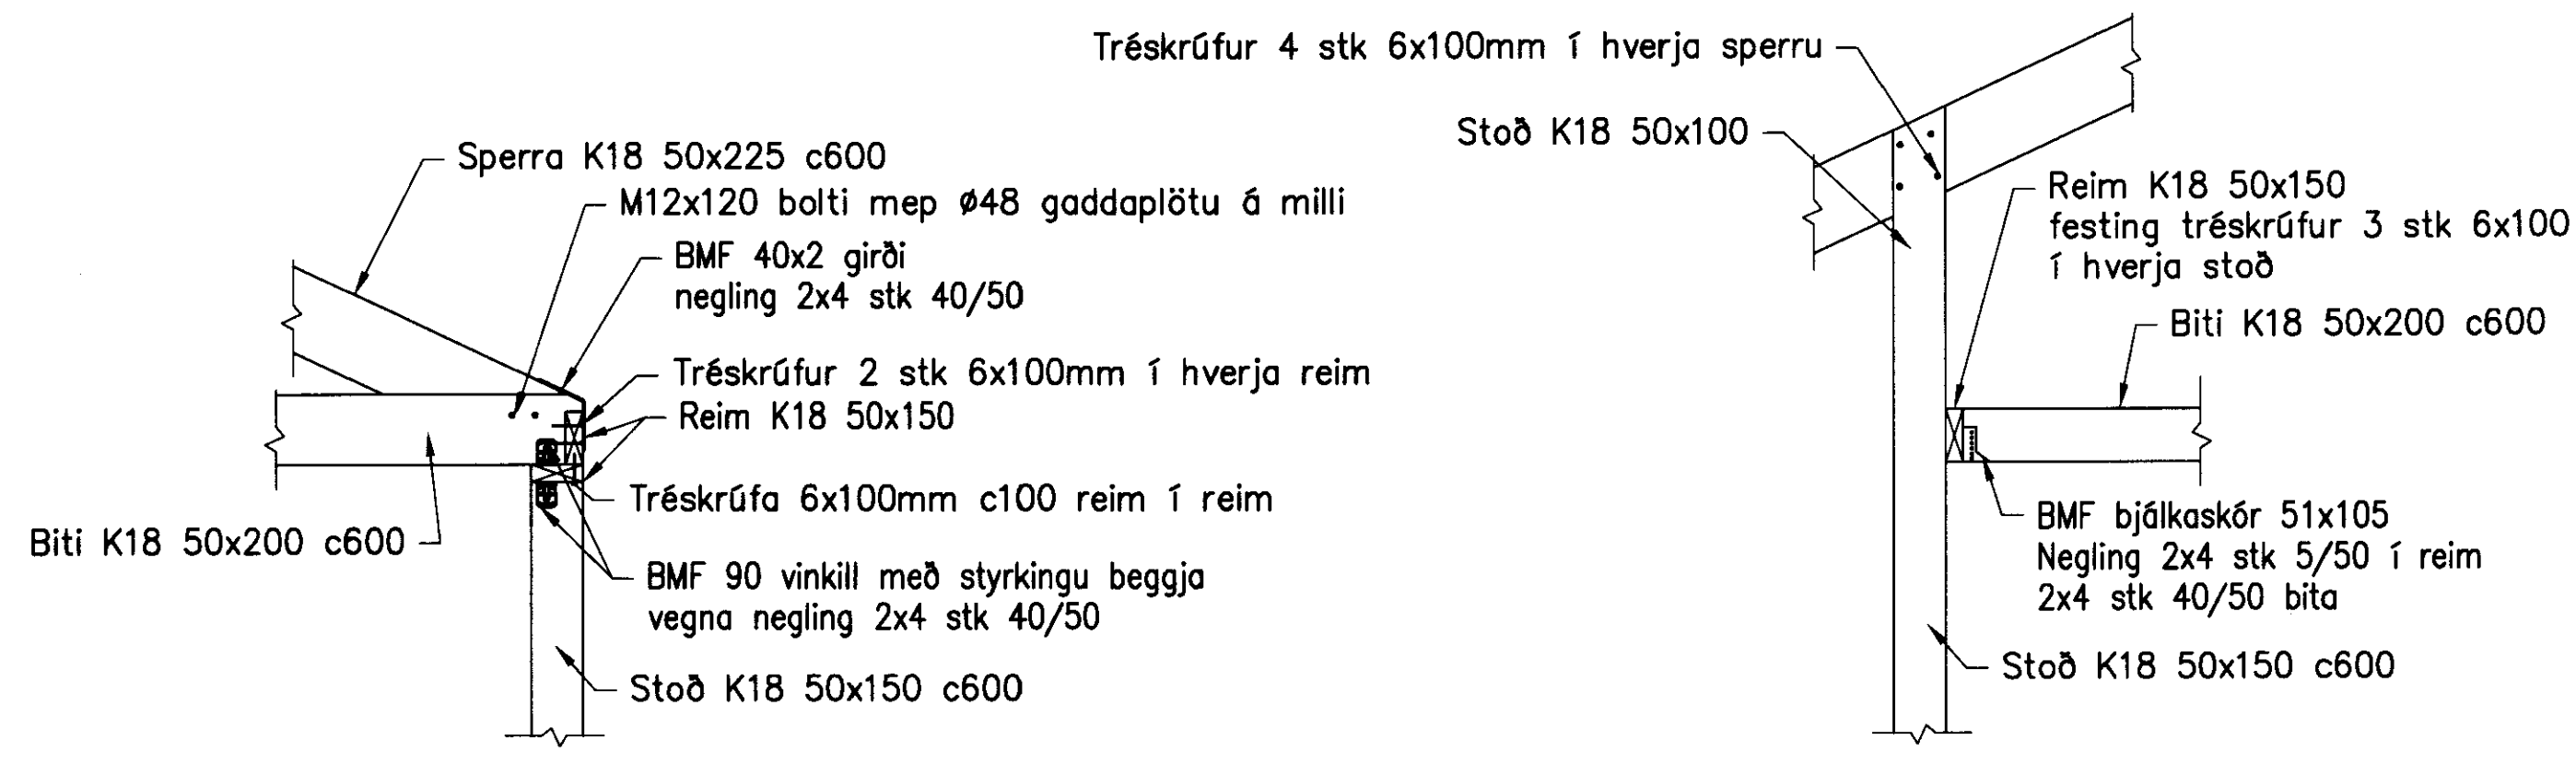 Sperra K18 50x225 c600
M12x120 bolti mep ø48 gaddaplötu á milli
BMF 40x2 girði
negling 2x4 stk 40/50
Tréskrúfur 2 stk 6x100mm í hverja reim
Reim K18 50x150
Tréskrúfa 6x100mm c100 reim í reim
Biti K18 50x200 c600
BMF 90 vinkill með styrkingu beggja
vegna negling 2x4 stk 40/50
Stoð K18 50x150 c600
Tréskrúfur 4 stk 6x100mm í hverja sperru
Stoð K18 50x100
Reim K18 50x150
festing tréskrúfur 3 stk 6x100
í hverja stoð
Biti K18 50x200 c600
BMF bjálkaskór 51x105
Negling 2x4 stk 5/50 í reim
2x4 stk 40/50 bita
Stoð K18 50x150 c600